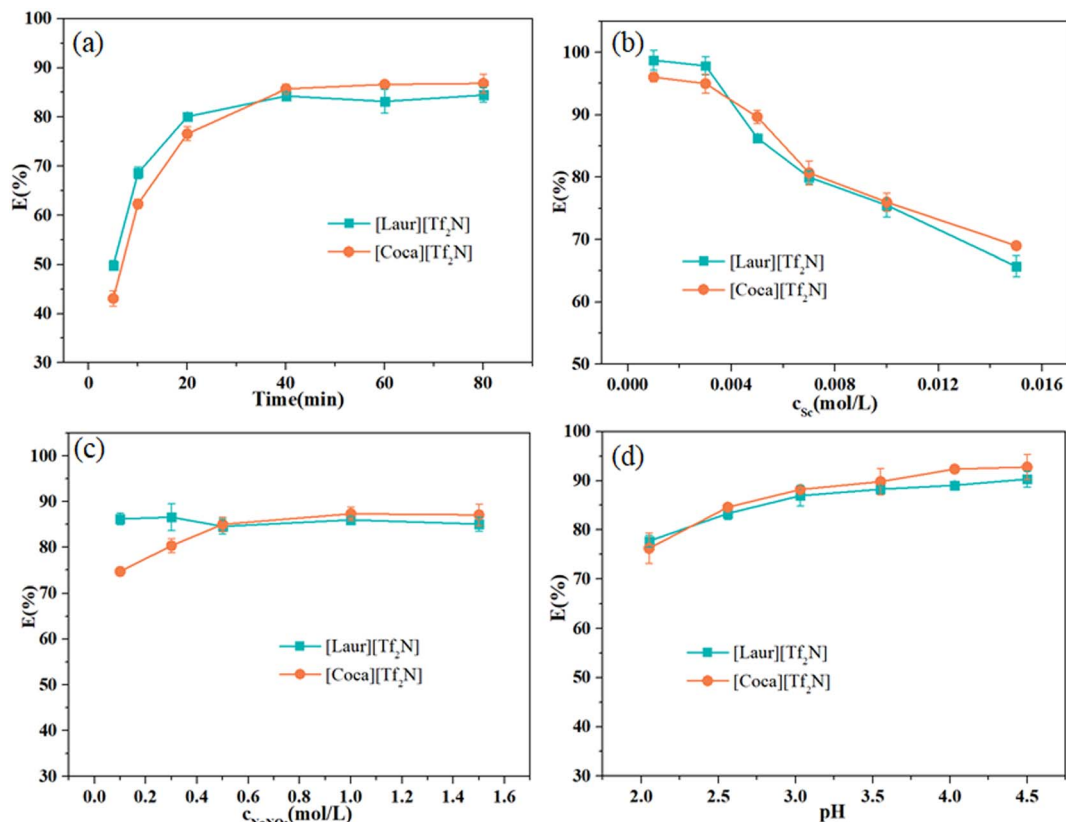 (a)
100
90
80
70
60
50
40
30
E(%)
[Laur][Tf₂N]
[Coca][Tf₂N]
0 20 40 60 80
Time(min)
(b)
100
90
80
70
60
50
E(%)
[Laur][Tf₂N]
[Coca][Tf₂N]
0.000 0.004 0.008 0.012 0.016
c_Sc(mol/L)
(c)
100
90
80
70
60
50
40
30
E(%)
[Laur][Tf₂N]
[Coca][Tf₂N]
0.0 0.2 0.4 0.6 0.8 1.0 1.2 1.4 1.6
(mol/L)
(d)
100
90
80
70
60
50
40
30
E(%)
[Laur][Tf₂N]
[Coca][Tf₂N]
2.0 2.5 3.0 3.5 4.0 4.5
pH